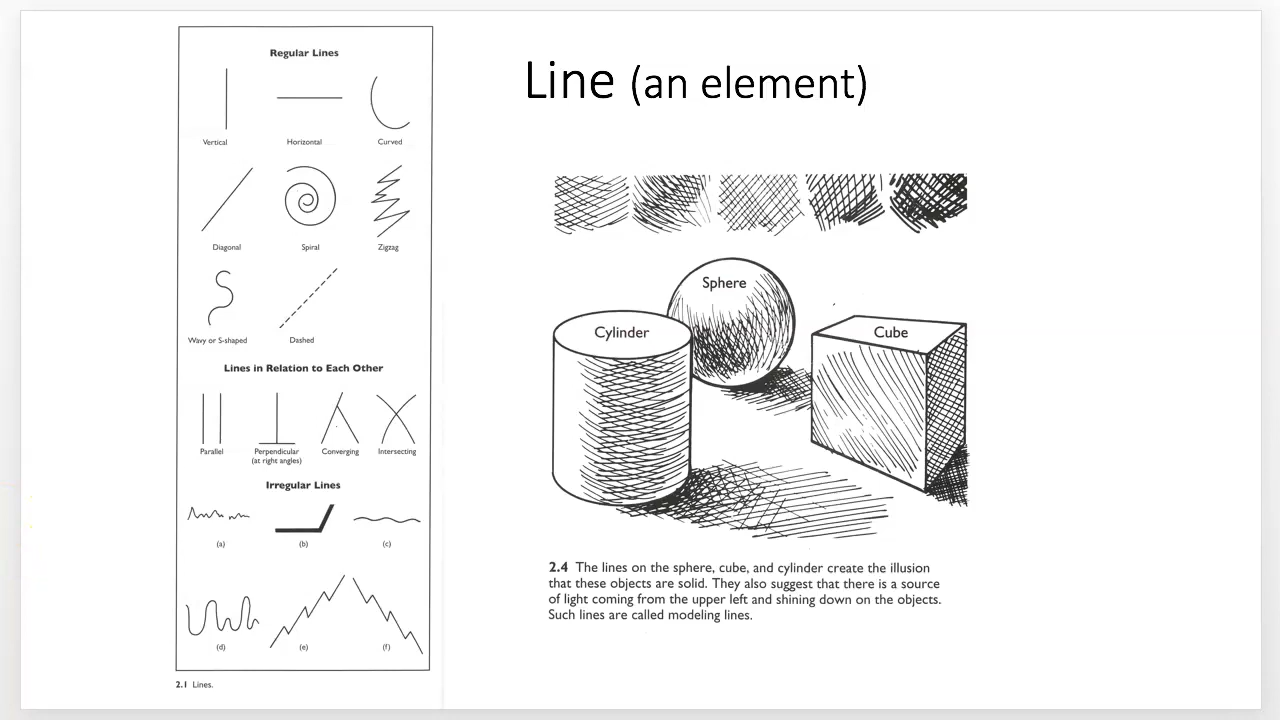 Line (an element)
Regular Lines
Vertical
Horizontal
Curved
Diagonal
Spiral
Zigzag
Wavy or S-shaped
Dashed
Lines in Relation to Each Other
Parallel
Perpendicular
(at right angles)
Converging
Intersecting
Irregular Lines
(a)
(b)
(c)
(d)
(e)
(f)
2.1 Lines.
Sphere
Cylinder
Cube
2.4 The lines on the sphere, cube, and cylinder create the illusion
that these objects are solid. They also suggest that there is a source
of light coming from the upper left and shining down on the objects.
Such lines are called modeling lines.